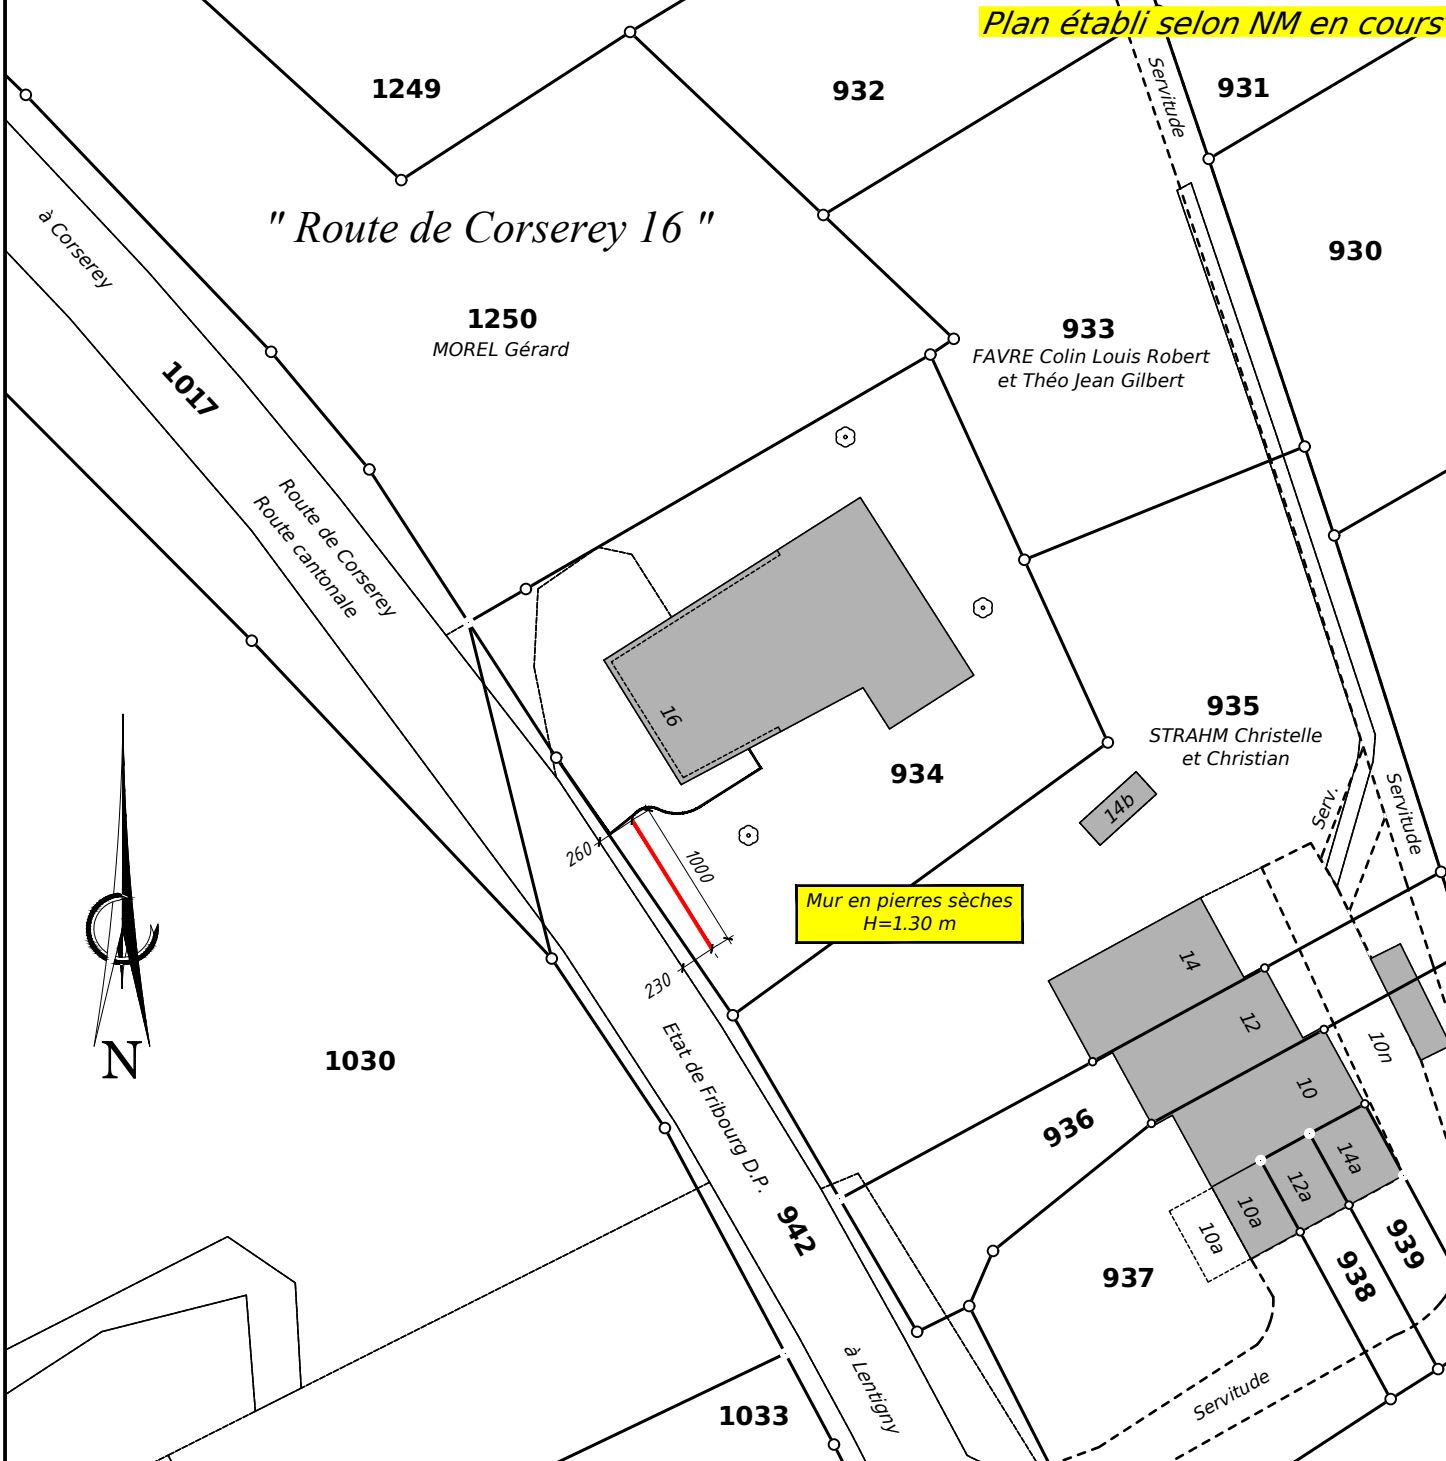 Plan établi selon NM en cours
1249
932
931
Servitude
" Route de Corserey 16 "
à Corserey
930
1250
MOREL Gérard
933
FAVRE Colin Louis Robert
et Théo Jean Gilbert
1017
Route de Corserey
Route cantonale
16
934
935
STRAHM Christelle
et Christian
14b
Serv.
Servitude
260
1000
Mur en pierres sèches
H=1.30 m
230
14
12
10
10n
N
1030
Etat de Fribourg D.P.
942
936
14a
12a
10a
10a
937
938
939
à Lentigny
Servitude
1033